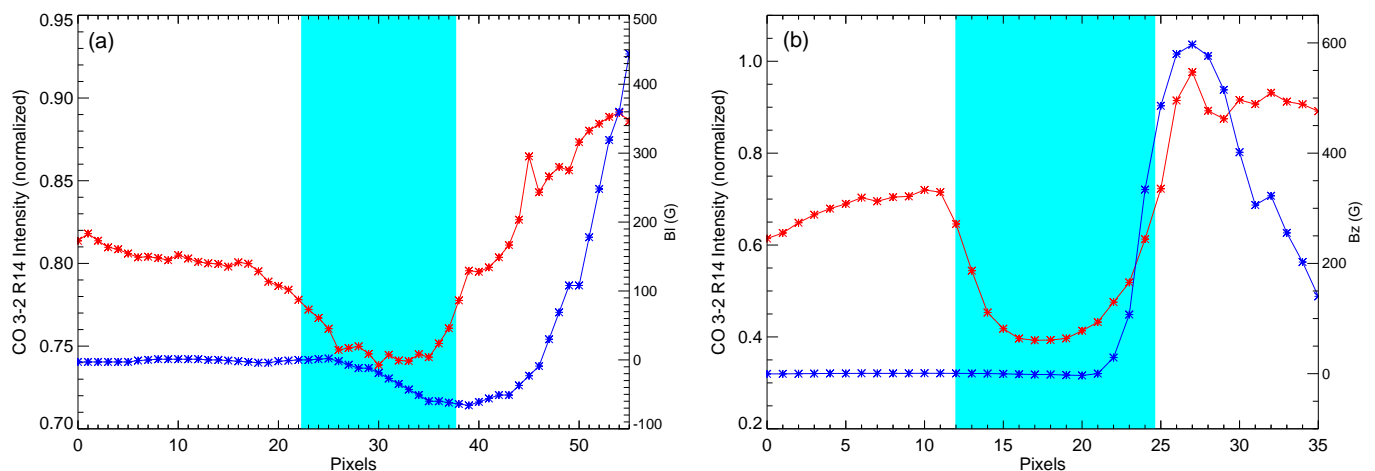 (a)
CO 3-2 R14 Intensity (normalized)
0.95
0.90
0.85
0.80
0.75
0.70
500
400
300
200
100
0
-100
Bl (G)
0 10 20 30 40 50
Pixels
(b)
CO 3-2 R14 Intensity (normalized)
1.0
0.8
0.6
0.4
0.2
600
400
200
0
Bz (G)
0 5 10 15 20 25 30 35
Pixels